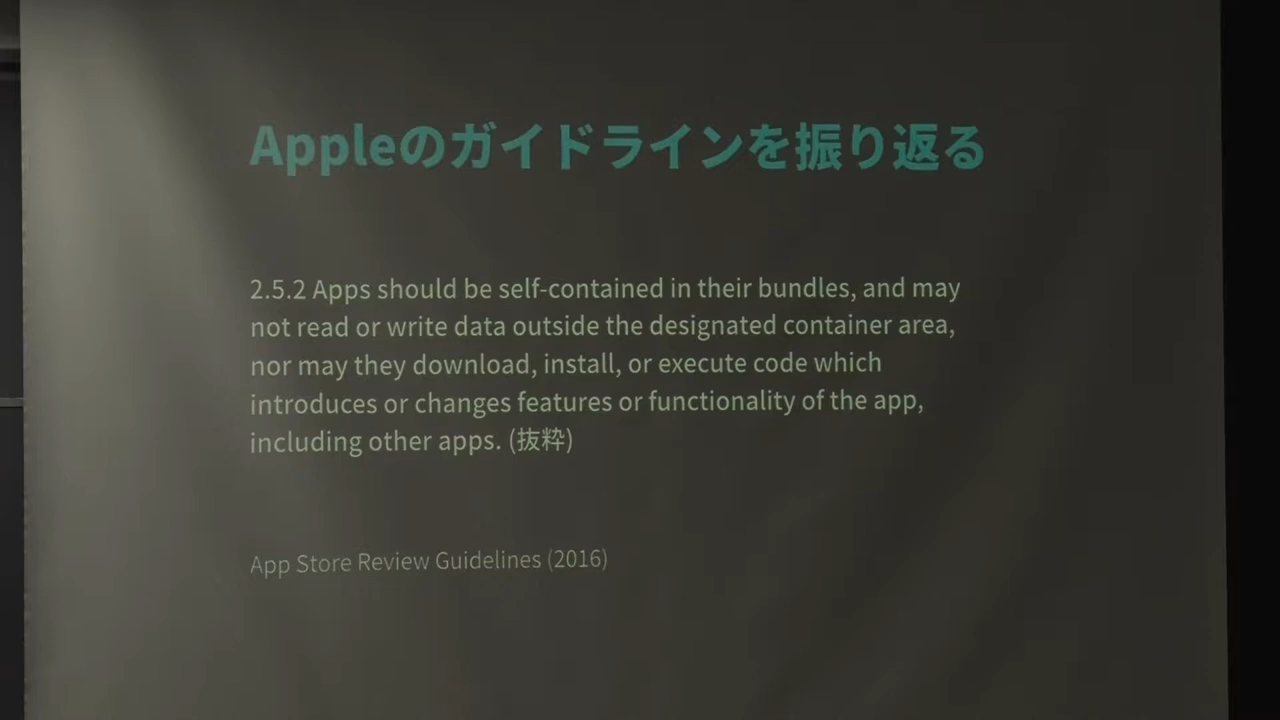 Appleのガイドラインを振り返る
2.5.2 Apps should be self-contained in their bundles, and may
not read or write data outside the designated container area,
nor may they download, install, or execute code which
introduces or changes features or functionality of the app,
including other apps. (抜粋)
App Store Review Guidelines (2016)